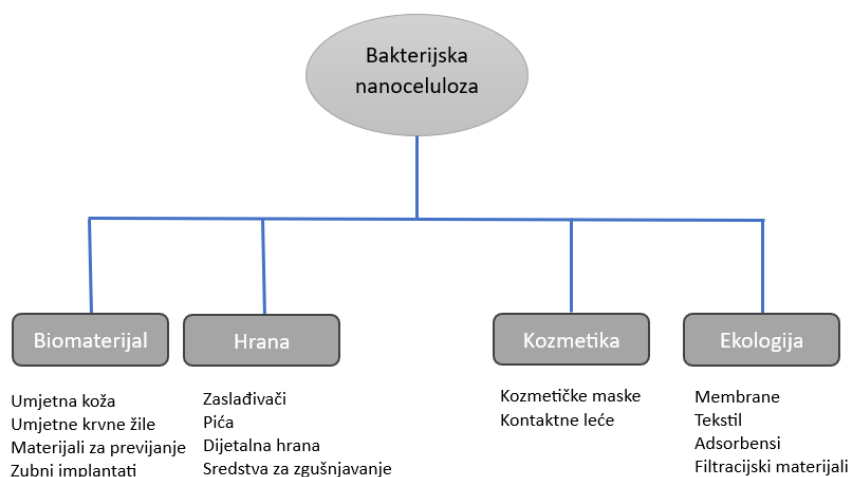 Bakterijska
nanoceluloza
Biomaterijal
Umjetna koža
Umjetne krvne žile
Materijali za previjanje
Zubni implantati
Hrana
Zaslađivači
Pića
Dijetalna hrana
Sredstva za zgušnjavanje
Kozmetika
Kozmetičke maske
Kontaktne leće
Ekologija
Membrane
Tekstil
Adsorbensi
Filtracijski materijali